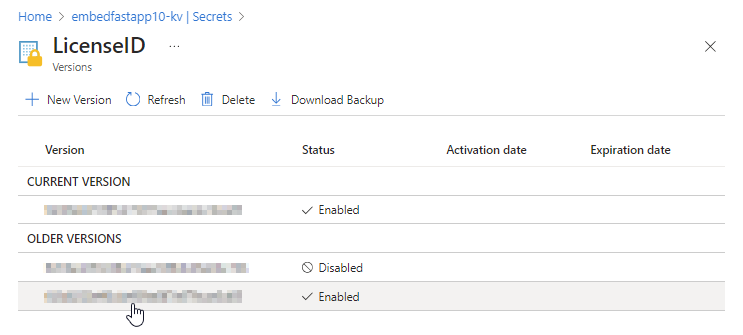 Home > embedfastapp10-kv | Secrets >
LicenseID ...
Versions
New Version Refresh Delete Download Backup
Version Status Activation date Expiration date
CURRENT VERSION
Enabled
OLDER VERSIONS
Disabled
Enabled